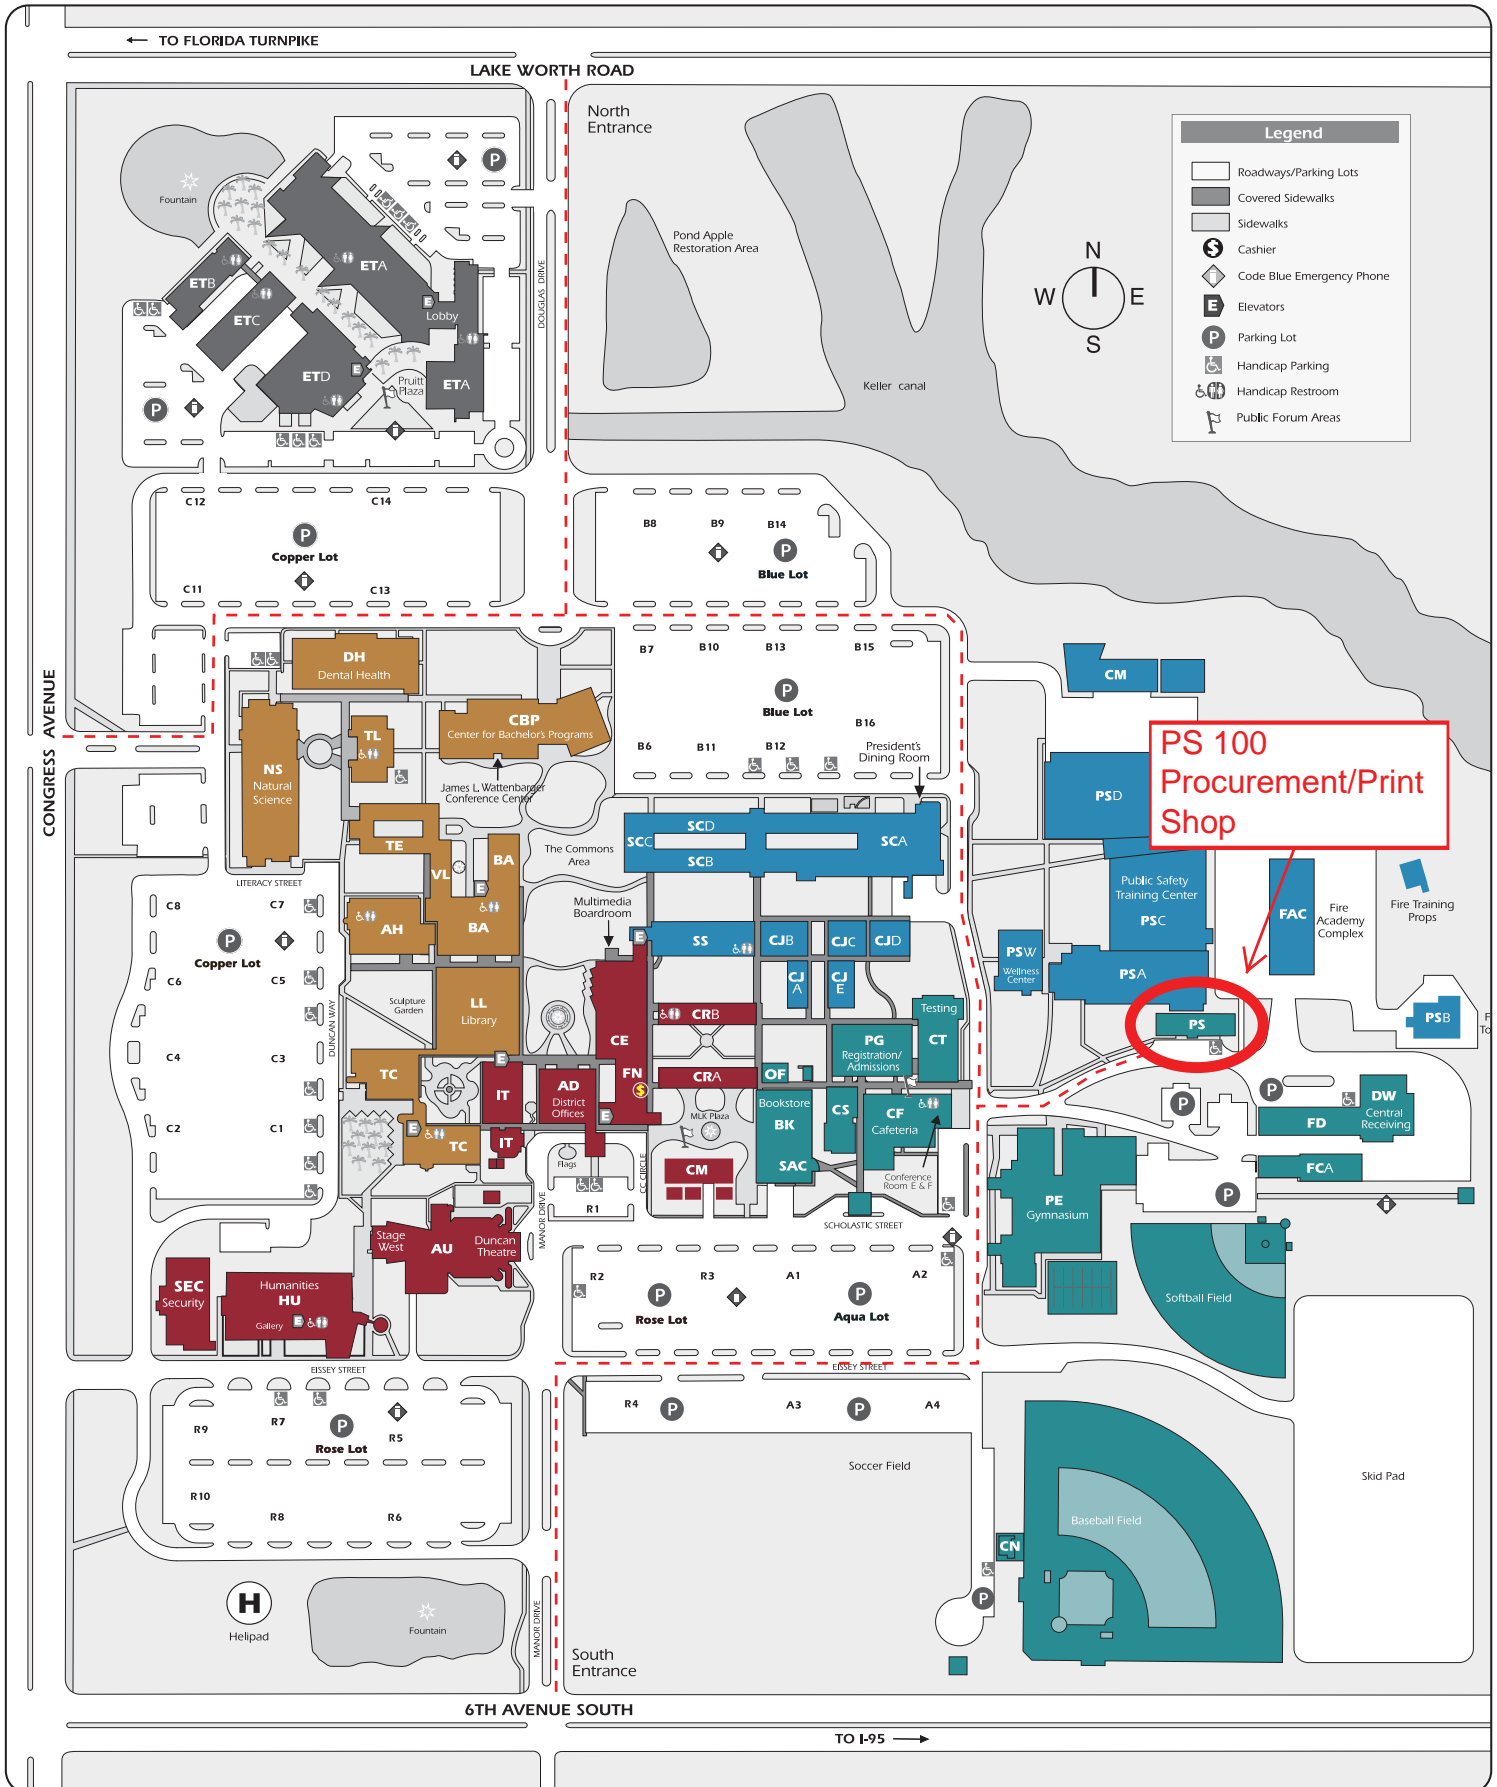 ← TO FLORIDA TURNPIKE
LAKE WORTH ROAD
North
Entrance
Legend
Roadways/Parking Lots
Covered Sidewalks
Sidewalks
$ Cashier
Code Blue Emergency Phone
E Elevators
P Parking Lot
Handicap Parking
Handicap Restroom
Public Forum Areas
N
W E
S
Fountain
P
ETA
ETB
ETC
E
Lobby
ETD
E
ETA
Pruitt
Plaza
P
DOUGLAS DRIVE
Pond Apple
Restoration Area
Keller canal
C12
C14
P
Copper Lot
C11
C13
B8
B9
B14
P
Blue Lot
CONGRESS AVENUE
DH
Dental Health
B7
B10
B13
B15
P
Blue Lot
B16
B6
B11
B12
President's
Dining Room
CM
CBP
Center for Bachelor's Programs
James L. Wattenbarger
Conference Center
TL
NS
Natural
Science
PSD
PS 100
Procurement/Print
Shop
TE
VL
BA
E
BA
AH
LITERACY STREET
The Commons
Area
SCC
SCD
SCB
SCA
Multimedia
Boardroom
E
SS
CJB
CJC
CJD
CJ
A
CJ
E
Public Safety
Training Center
PSC
PSW
Wellness
Center
PSA
FAC
Fire
Academy
Complex
Fire Training
Props
PSB
F
To
PS
C8
C7
P
Copper Lot
C6
C5
C4
C3
C2
C1
DUNCAN WAY
Sculpture
Garden
LL
Library
TC
E
E
TC
IT
IT
AD
District
Offices
E
CE
FN
$
CRB
CRA
MLK Plaza
CM
OF
Bookstore
BK
SAC
CS
PG
Registration/
Admissions
Testing
CT
CF
Cafeteria
Conference
Room E & F
SCHOLASTIC STREET
Flags
R1
CC CIRCLE
MANOR DRIVE
P
P
DW
Central
Receiving
FD
FCA
P
PE
Gymnasium
Softball Field
Stage
West
AU
Duncan
Theatre
SEC
Security
Humanities
HU
Gallery
E
EISSEY STREET
R2
R3
A1
A2
P
Rose Lot
P
Aqua Lot
EISSEY STREET
R4
P
A3
P
A4
R9
R7
P
Rose Lot
R5
R10
R8
R6
Soccer Field
Skid Pad
Baseball Field
CN
P
H
Helipad
Fountain
MANOR DRIVE
South
Entrance
6TH AVENUE SOUTH
TO I-95 →